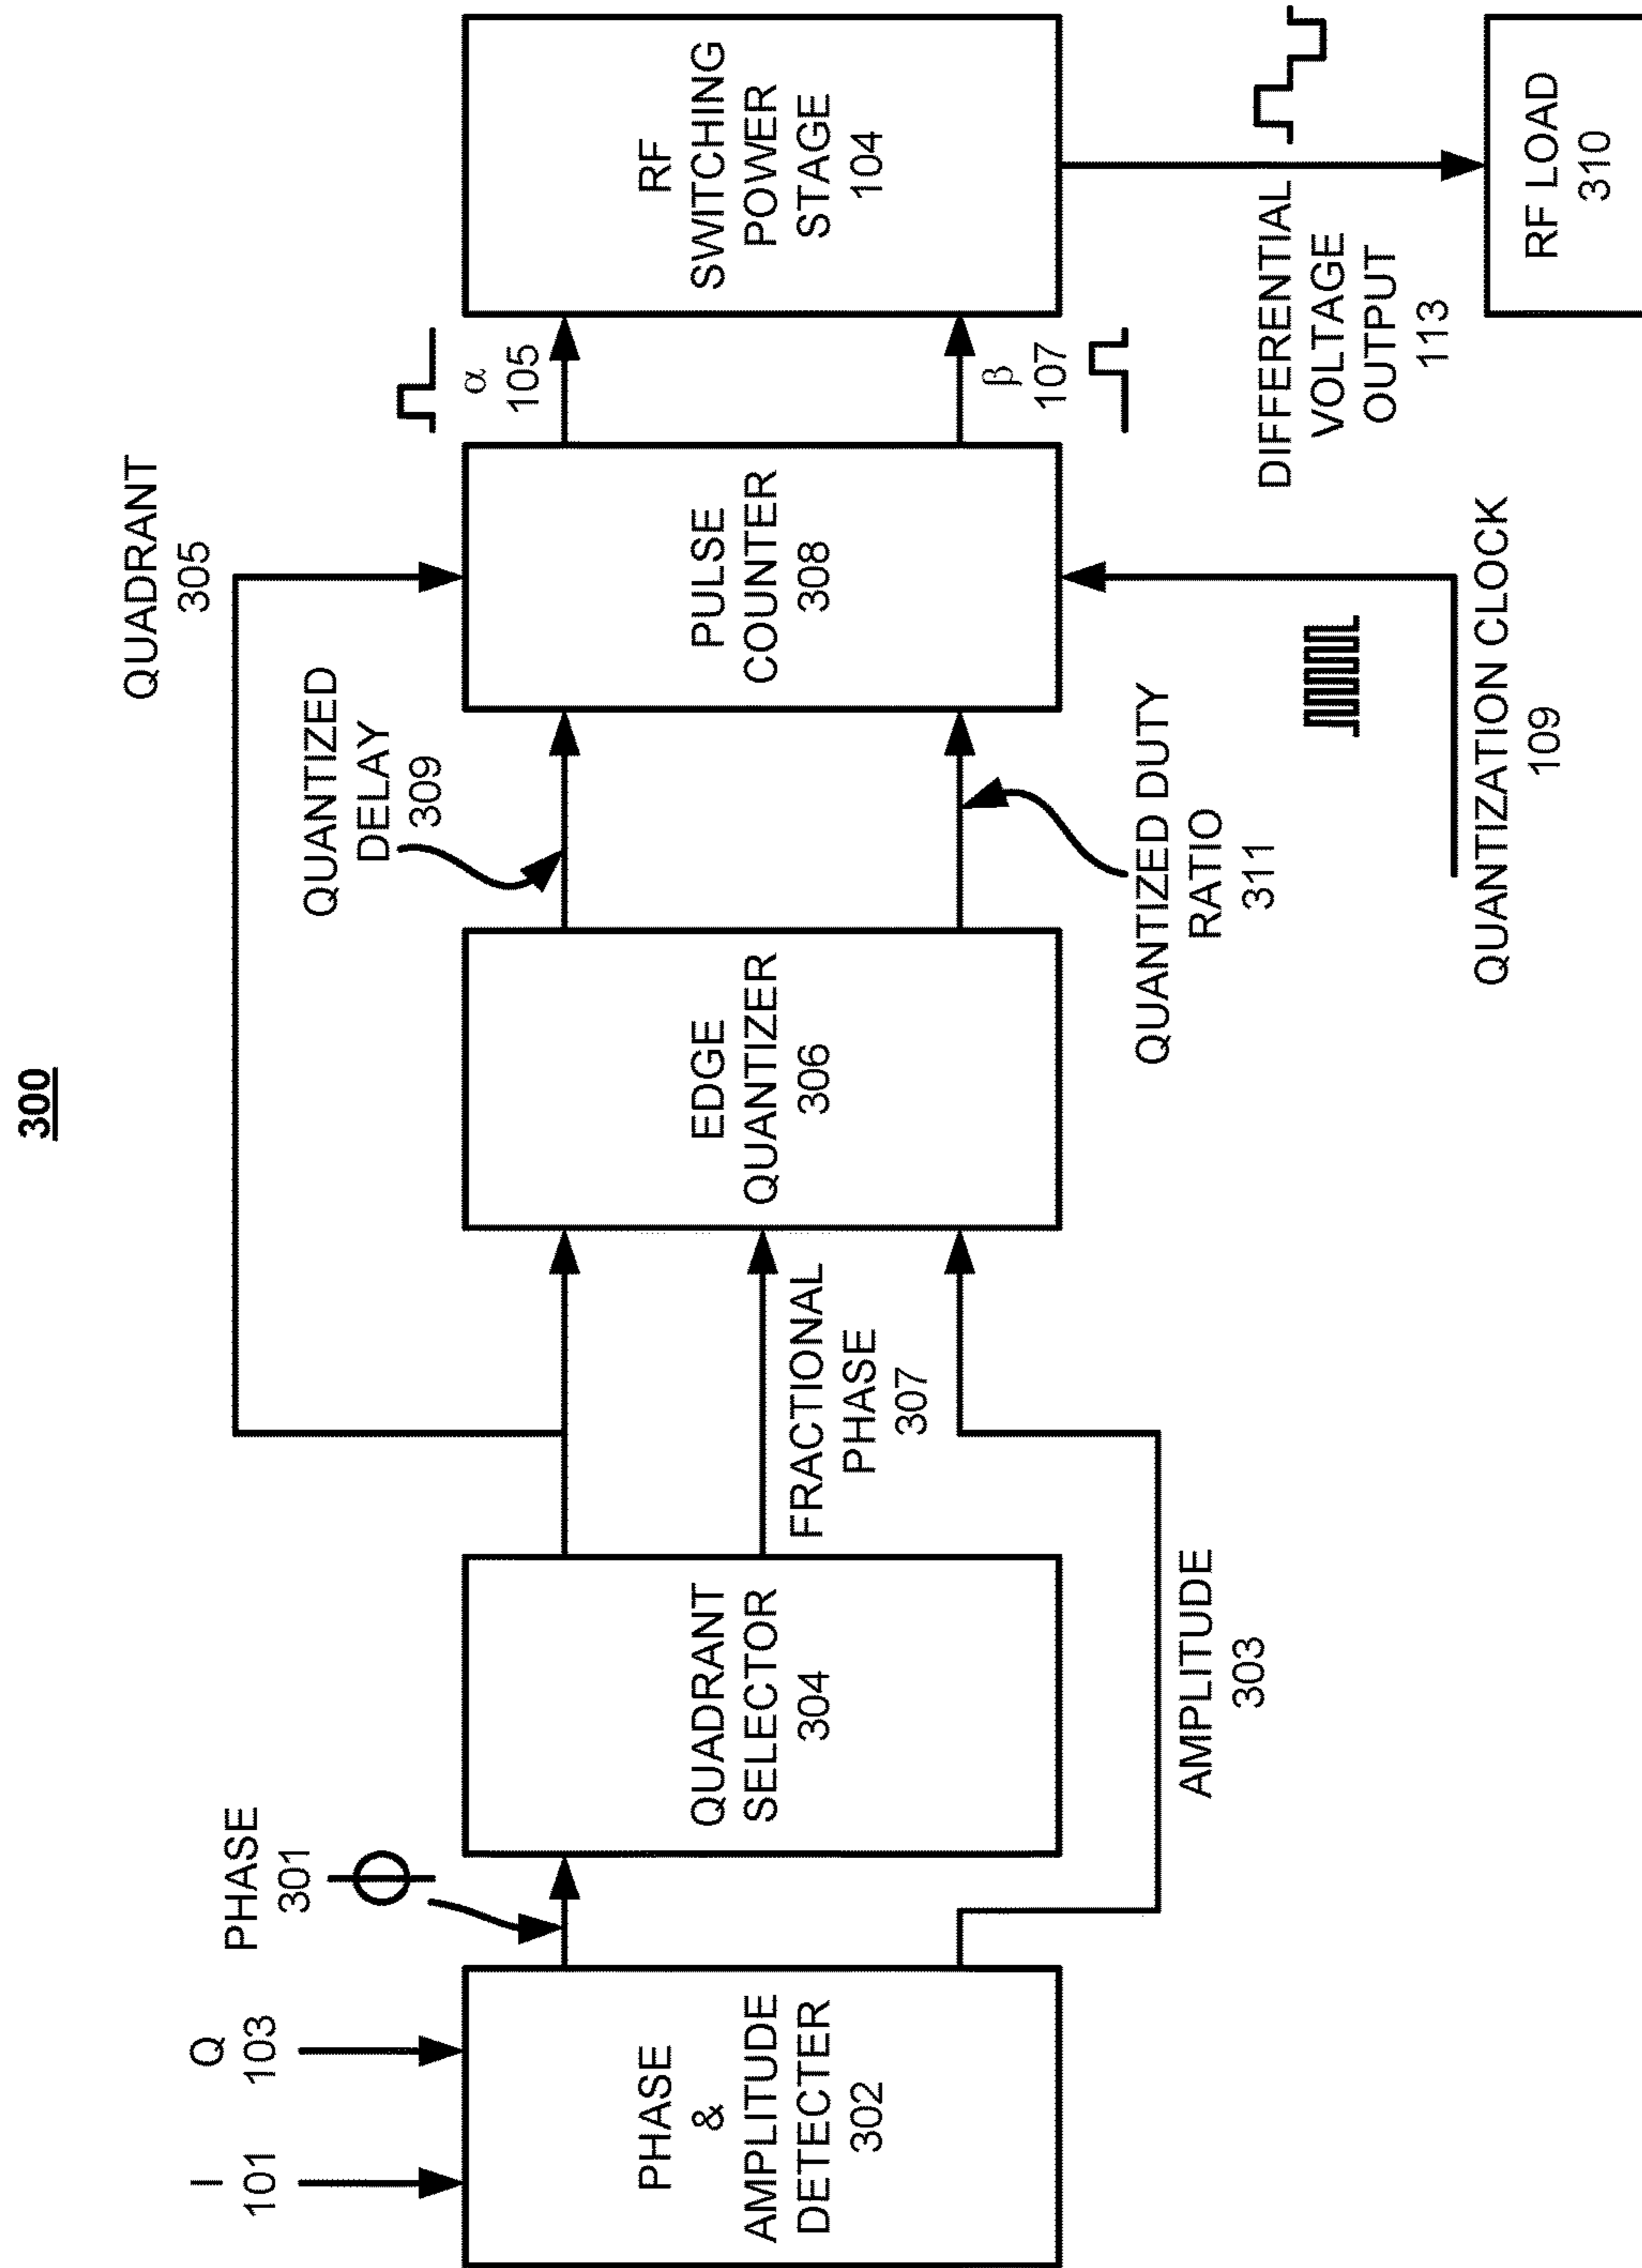 300
I
101
Q
103
PHASE
301
QUADRANT
305
PHASE
&
AMPLITUDE
DETECTER
302
QUADRANT
SELECTOR
304
FRACTIONAL
PHASE
307
AMPLITUDE
303
EDGE
QUANTIZER
306
QUANTIZED
DELAY
309
QUANTIZED DUTY
RATIO
311
PULSE
COUNTER
308
QUANTIZATION CLOCK
109
α
105
β
107
RF
SWITCHING
POWER
STAGE
104
DIFFERENTIAL
VOLTAGE
OUTPUT
113
RF LOAD
310